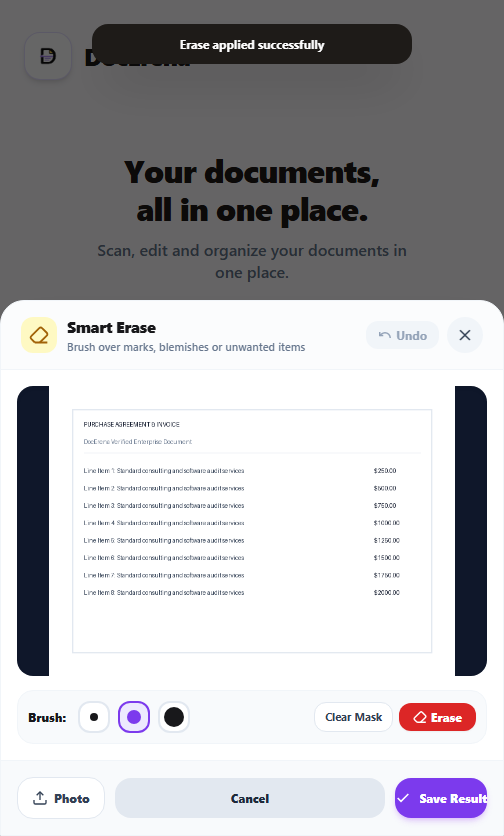 Erase applied successfully
D
Your documents,
all in one place.
Scan, edit and organize your documents in
one place.
Smart Erase
Brush over marks, blemishes or unwanted items
Undo
PURCHASE AGREEMENT & INVOICE
DocErena Verified Enterprise Document
Line Item 1: Standard consulting and software audit services $250.00
Line Item 2: Standard consulting and software audit services $500.00
Line Item 3: Standard consulting and software audit services $750.00
Line Item 4: Standard consulting and software audit services $1000.00
Line Item 5: Standard consulting and software audit services $1250.00
Line Item 6: Standard consulting and software audit services $1500.00
Line Item 7: Standard consulting and software audit services $1750.00
Line Item 8: Standard consulting and software audit services $2000.00
Brush:
Clear Mask
Erase
Photo
Cancel
Save Result